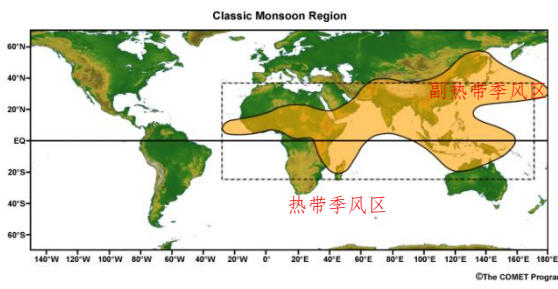 Classic Monsoon Region
60°N
40°N
20°N
EQ
20°S
40°S
60°S
副热带季风区
热带季风区
140°W 120°W 100°W 80°W 60°W 40°W 20°W 0° 20°E 40°E 60°E 80°E 100°E 120°E 140°E 160°E 180°E
©The COMET Program